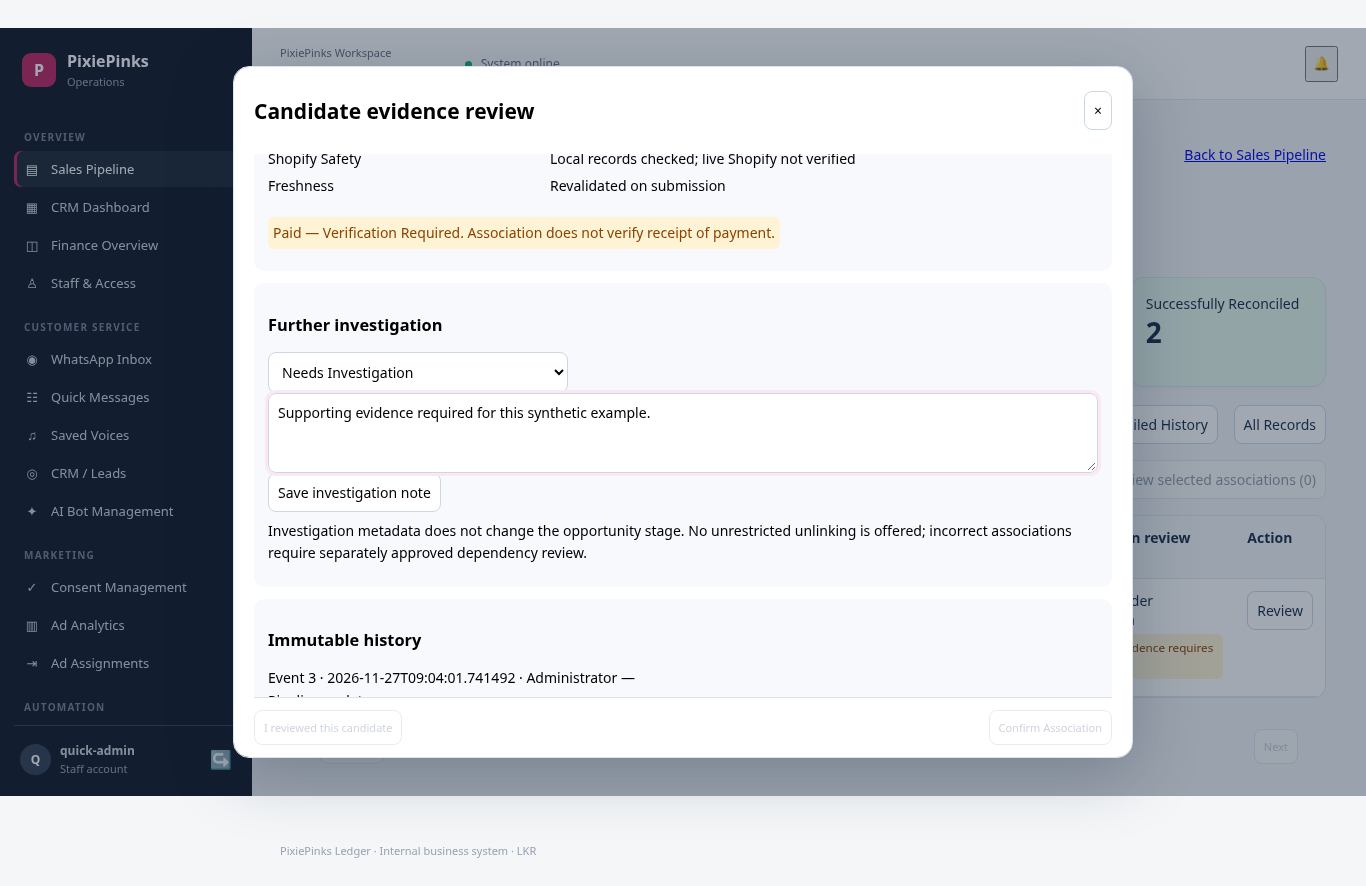 P
PixiePinks
Operations
OVERVIEW
Sales Pipeline
CRM Dashboard
Finance Overview
Staff & Access
CUSTOMER SERVICE
WhatsApp Inbox
Quick Messages
Saved Voices
CRM / Leads
AI Bot Management
MARKETING
Consent Management
Ad Analytics
Ad Assignments
AUTOMATION
Q
quick-admin
Staff account
PixiePinks Workspace
System online
Back to Sales Pipeline
Candidate evidence review
×
Shopify Safety Local records checked; live Shopify not verified
Freshness Revalidated on submission
Paid — Verification Required. Association does not verify receipt of payment.
Further investigation
Needs Investigation
Supporting evidence required for this synthetic example.
Save investigation note
Investigation metadata does not change the opportunity stage. No unrestricted unlinking is offered; incorrect associations
require separately approved dependency review.
Immutable history
Event 3 · 2026-11-27T09:04:01.741492 · Administrator —
I reviewed this candidate
Confirm Association
Successfully Reconciled
2
History
All Records
selected associations (0)
review
Action
Review
requires
Next
PixiePinks Ledger · Internal business system · LKR